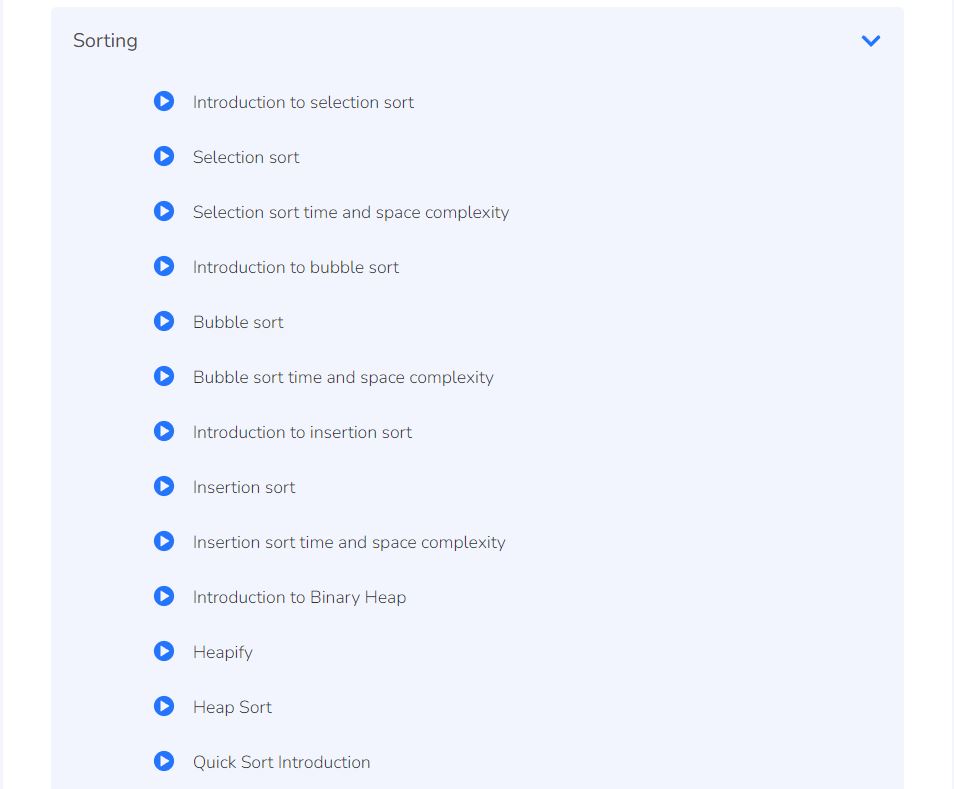 Sorting
Introduction to selection sort
Selection sort
Selection sort time and space complexity
Introduction to bubble sort
Bubble sort
Bubble sort time and space complexity
Introduction to insertion sort
Insertion sort
Insertion sort time and space complexity
Introduction to Binary Heap
Heapify
Heap Sort
Quick Sort Introduction